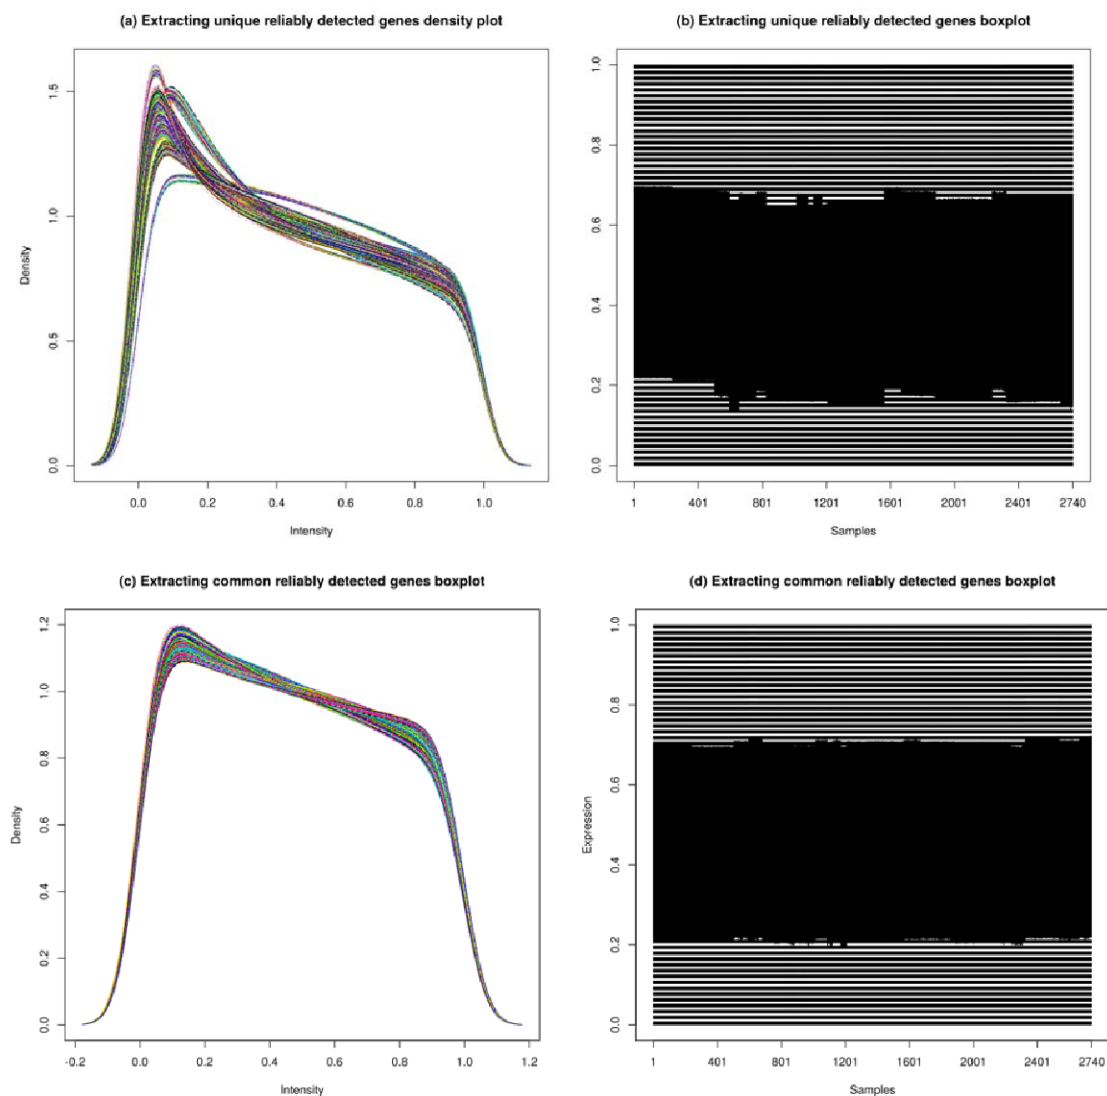 (a) Extracting unique reliably detected genes density plot
Density
0.0
0.5
1.0
1.5
0.0 0.2 0.4 0.6 0.8 1.0
Intensity
(b) Extracting unique reliably detected genes boxplot
0.0
0.2
0.4
0.6
0.8
1.0
1 401 801 1201 1601 2001 2401 2740
Samples
(c) Extracting common reliably detected genes boxplot
Density
0.0
0.2
0.4
0.6
0.8
1.0
1.2
-0.2 0.0 0.2 0.4 0.6 0.8 1.0 1.2
Intensity
(d) Extracting common reliably detected genes boxplot
Expression
0.0
0.2
0.4
0.6
0.8
1.0
1 401 801 1201 1601 2001 2401 2740
Samples